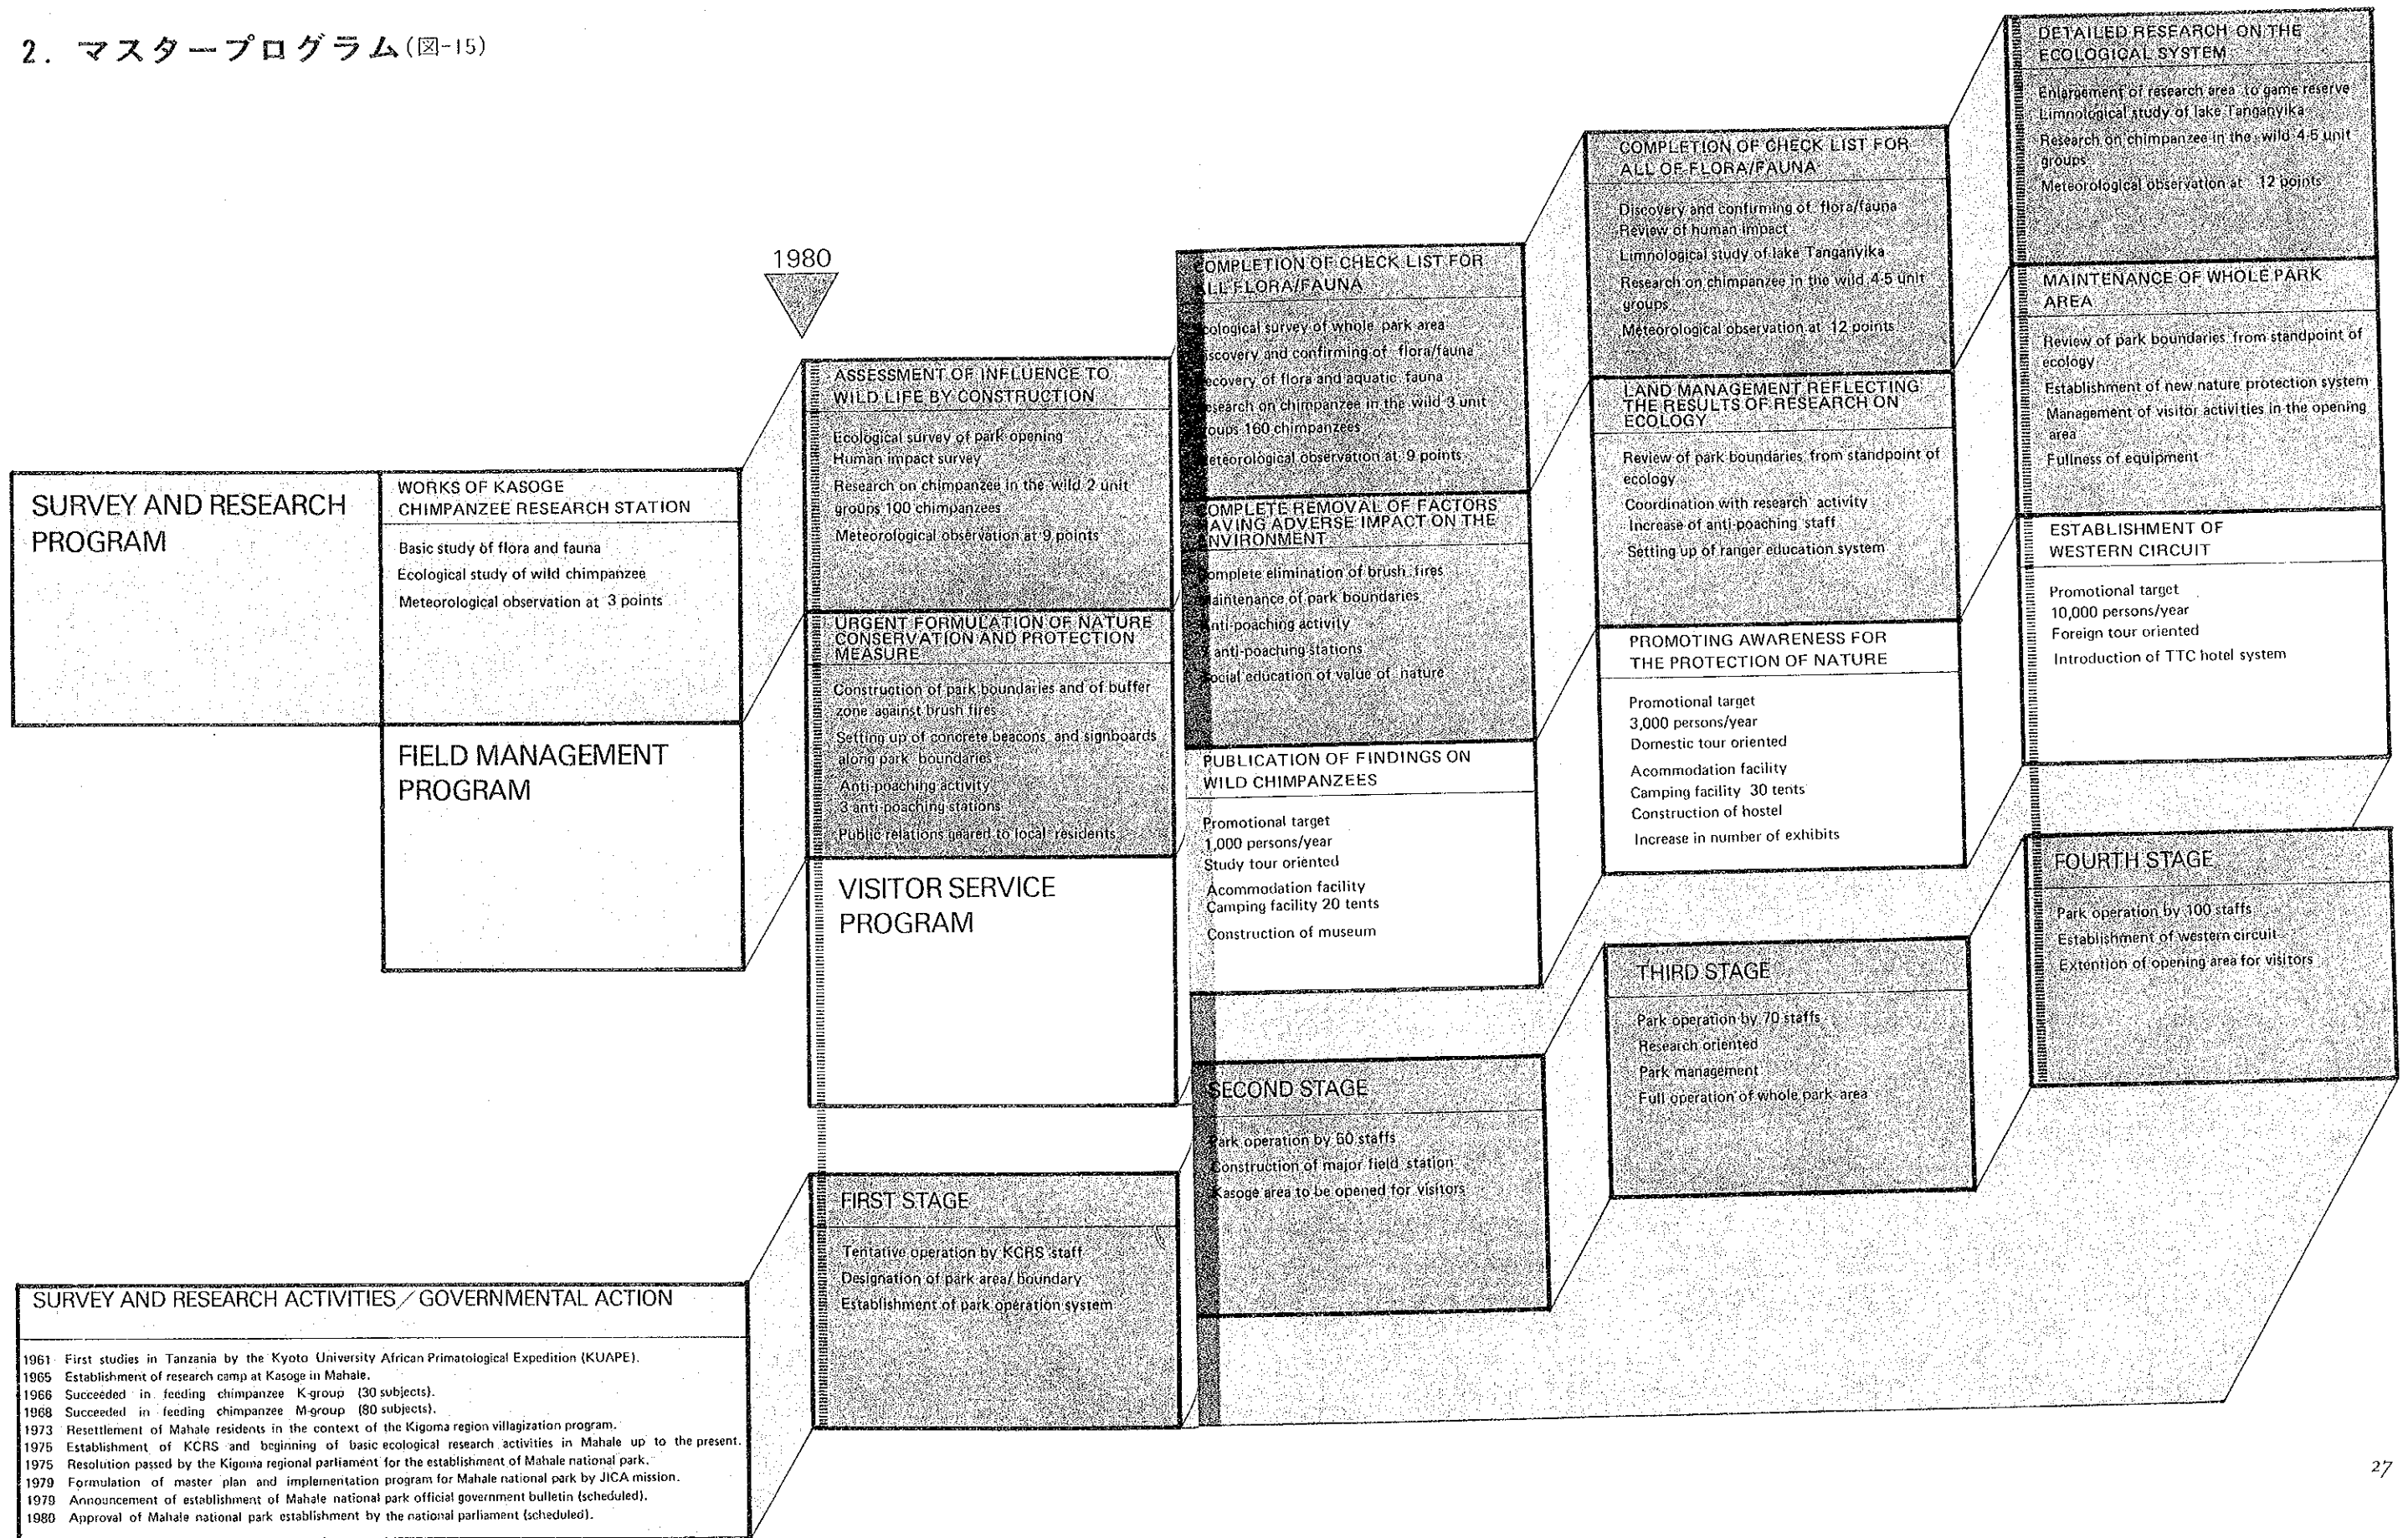 2. マスタープログラム(図-15)
1980
SURVEY AND RESEARCH
PROGRAM
WORKS OF KASOGE
CHIMPANZEE RESEARCH STATION
Basic study of flora and fauna
Ecological study of wild chimpanzee
Meteorological observation at 3 points
FIELD MANAGEMENT
PROGRAM
ASSESSMENT OF INFLUENCE TO
WILD LIFE BY CONSTRUCTION
Ecological survey of park opening
Human impact survey
Research on chimpanzee in the wild 2 unit
groups 100 chimpanzees
Meteorological observation at 9 points
URGENT FORMULATION OF NATURE
CONSERVATION AND PROTECTION
MEASURE
Construction of park boundaries and of buffer
zone against brush fires
Setting up of concrete beacons and signboards
along park boundaries
Anti-poaching activity
3 anti-poaching stations
Public relations geared to local residents
VISITOR SERVICE
PROGRAM
COMPLETION OF CHECK LIST FOR
ALL FLORA/FAUNA
cological survey of whole park area
iscovery and confirming of flora/fauna
ecovery of flora and aquatic fauna
esearch on chimpanzee in the wild 3 unit
roups 160 chimpanzees
eteorological observation at 9 points
OMPLETE REMOVAL OF FACTORS
AVING ADVERSE IMPACT ON THE
NVIRONMENT
omplete elimination of brush fires
aintenance of park boundaries
nti-poaching activity
anti-poaching stations
ocial education of value of nature
PUBLICATION OF FINDINGS ON
WILD CHIMPANZEES
Promotional target
1,000 persons/year
Study tour oriented
Acommodation facility
Camping facility 20 tents
Construction of museum
COMPLETION OF CHECK LIST FOR
ALL OF FLORA/FAUNA
Discovery and confirming of flora/fauna
Review of human impact
Limnological study of lake Tanganyika
Research on chimpanzee in the wild 4-5 unit
groups
Meteorological observation at 12 points
LAND MANAGEMENT REFLECTING
THE RESULTS OF RESEARCH ON
ECOLOGY
Review of park boundaries from standpoint of
ecology
Coordination with research activity
Increase of anti-poaching staff
Setting up of ranger education system
PROMOTING AWARENESS FOR
THE PROTECTION OF NATURE
Promotional target
3,000 persons/year
Domestic tour oriented
Acommodation facility
Camping facility 30 tents
Construction of hostel
Increase in number of exhibits
DETAILED RESEARCH ON THE
ECOLOGICAL SYSTEM
Enlargement of research area to game reserve
Limnological study of lake Tanganyika
Research on chimpanzee in the wild 4-5 unit
groups
Meteorological observation at 12 points
MAINTENANCE OF WHOLE PARK
AREA
Review of park boundaries from standpoint of
ecology
Establishment of new nature protection system
Management of visitor activities in the opening
area
Fullness of equipment
ESTABLISHMENT OF
WESTERN CIRCUIT
Promotional target
10,000 persons/year
Foreign tour oriented
Introduction of TTC hotel system
SURVEY AND RESEARCH ACTIVITIES/GOVERNMENTAL ACTION
1961 First studies in Tanzania by the Kyoto University African Primatological Expedition (KUAPE).
1965 Establishment of research camp at Kasoge in Mahale.
1966 Succeeded in feeding chimpanzee K-group (30 subjects).
1968 Succeeded in feeding chimpanzee M-group (80 subjects).
1973 Resettlement of Mahale residents in the context of the Kigoma region villagization program.
1975 Establishment of KCRS and beginning of basic ecological research activities in Mahale up to the present.
1975 Resolution passed by the Kigoma regional parliament for the establishment of Mahale national park.
1979 Formulation of master plan and implementation program for Mahale national park by JICA mission.
1979 Announcement of establishment of Mahale national park official government bulletin (scheduled).
1980 Approval of Mahale national park establishment by the national parliament (scheduled).
FIRST STAGE
Tentative operation by KCRS staff
Designation of park area/boundary
Establishment of park operation system
SECOND STAGE
Park operation by 60 staffs
Construction of major field station
Kasoge area to be opened for visitors
THIRD STAGE
Park operation by 70 staffs
Research oriented
Park management
Full operation of whole park area
FOURTH STAGE
Park operation by 100 staffs
Establishment of western circuit
Extention of opening area for visitors
27